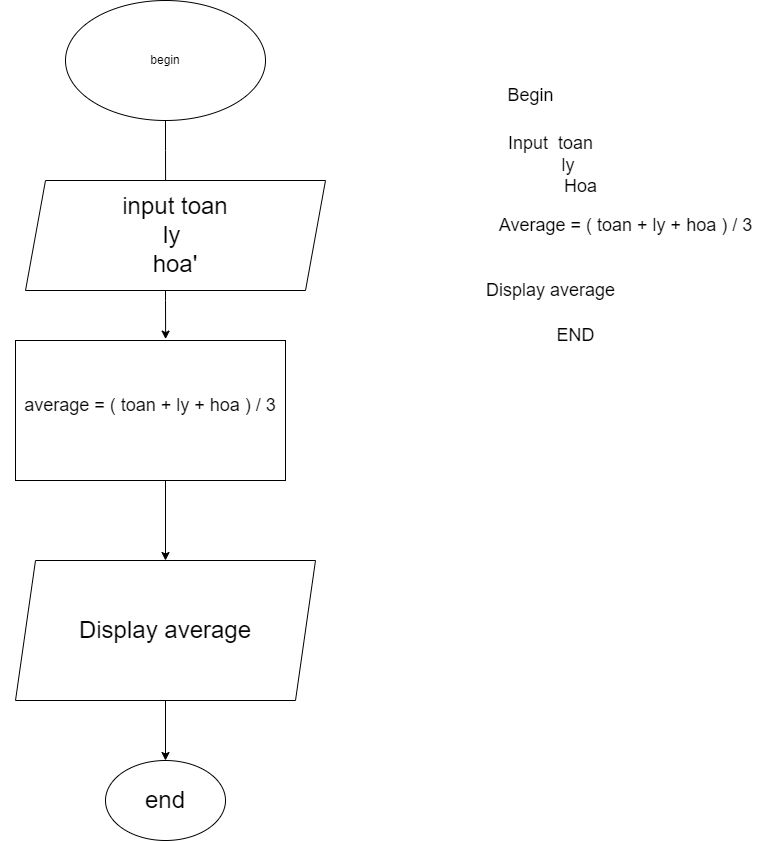 begin
input toan
ly
hoa'
average = ( toan + ly + hoa ) / 3
Display average
end
Begin
Input toan
ly
Hoa
Average = ( toan + ly + hoa ) / 3
Display average
END